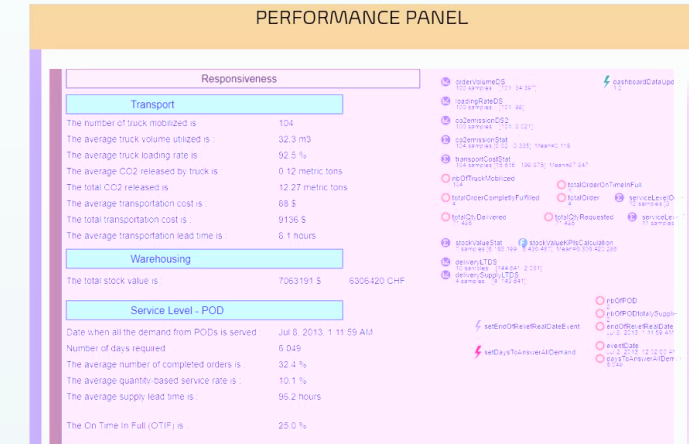 PERFORMANCE PANEL
Responsiveness
Transport
The number of truck mobilized is 104
The average truck volume utilized is : 32.3 m3
The average truck loading rate is 92.5 %
The average CO2 released by truck is 0.12 metric tons
The total CO2 released is 12.27 metric tons
The average transportation cost is : 88 $
The total transportation cost is : 9136 $
The average transportation lead time is : 8.1 hours
Warehousing
The total stock value is : 7063191 $ 6306420 CHF
Service Level - POD
Date when all the demand from PODs is served : Jul 8, 2013, 1:11:59 AM
Number of days required 6.049
The average number of completed orders is : 32.4 %
The average quantity-based service rate is : 10.1 %
The average supply lead time is : 95.2 hours
The On Time In Full (OTIF) is 25.0 %
orderVolumeDS
dashboardDataUpd
loadingRateDS
co2emissionDS2
co2emissionStat
transportCostStat
nbOfTruckMobilized
104
totalOrderOnTimeInFull
totalOrderCompletlyFulfilled
totalOrder
serviceLevelO
totalQtyDelivered
totalQtyRequested
serviceLe
stockValueStat
stockValueKPIsCalculation
deliveryLTDS
deliverySupplyLTDS
nbOfPOD
nbOfPODtotalySuppli
setEndOfReliefRealDateEvent
endOfReliefRealDate
setDaysToAnswerAllDemand
eventDate
daysToAnswerAllDem